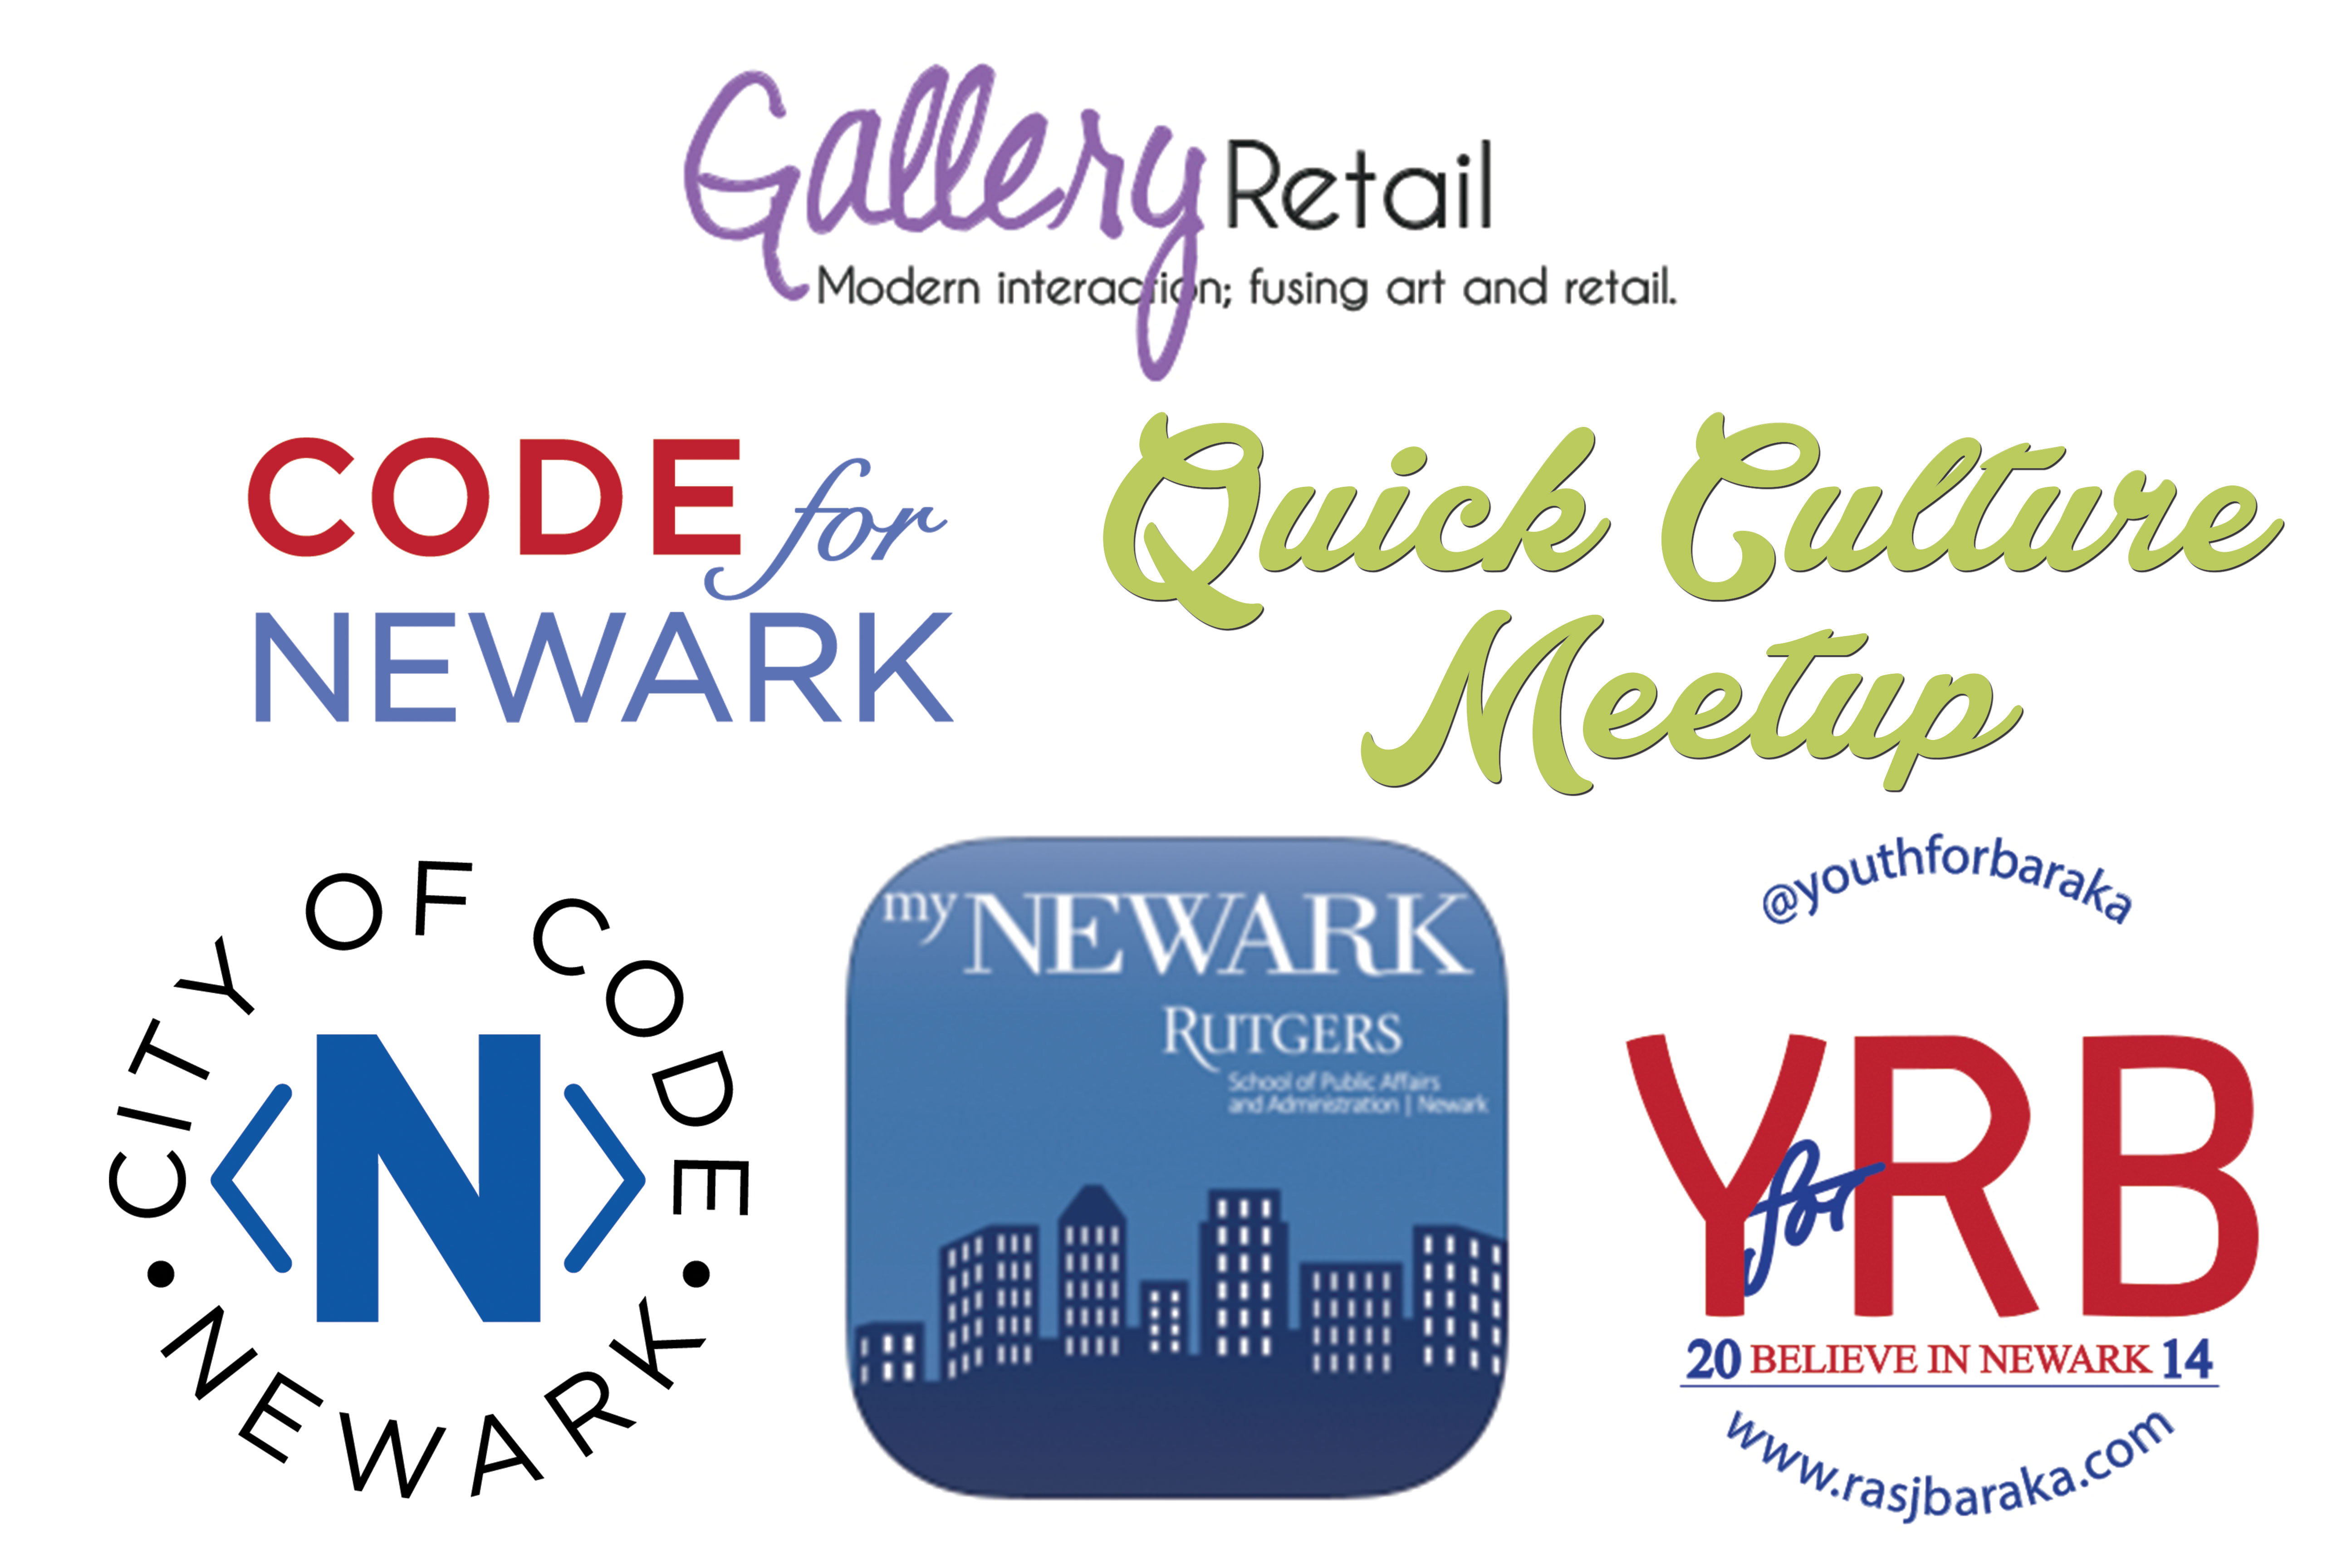 Gallery Retail
Modern interaction; fusing art and retail.
CODE for
NEWARK
Quick Culture
Meetup
CITY OF CODE
N
• NEWARK •
my NEWARK
RUTGERS
School of Public Affairs
and Administration | Newark
@youthforbaraka
Y for RB
20 BELIEVE IN NEWARK 14
www.rasjbaraka.com